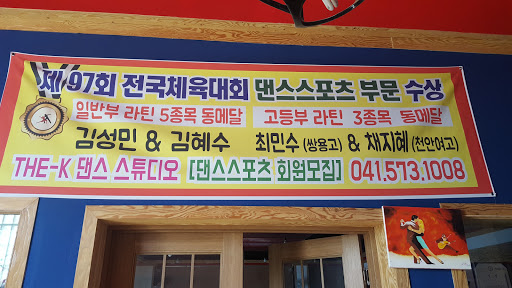 제 97회 전국체육대회 댄스스포츠 부문 수상
일반부 라틴 5종목 동메달 고등부 라틴 3종목 동메달
김성민 & 김혜수 최민수(쌍용고) & 채지혜(천안여고)
THE-K 댄스 스튜디오 [댄스스포츠 회원모집] 041.573.1008